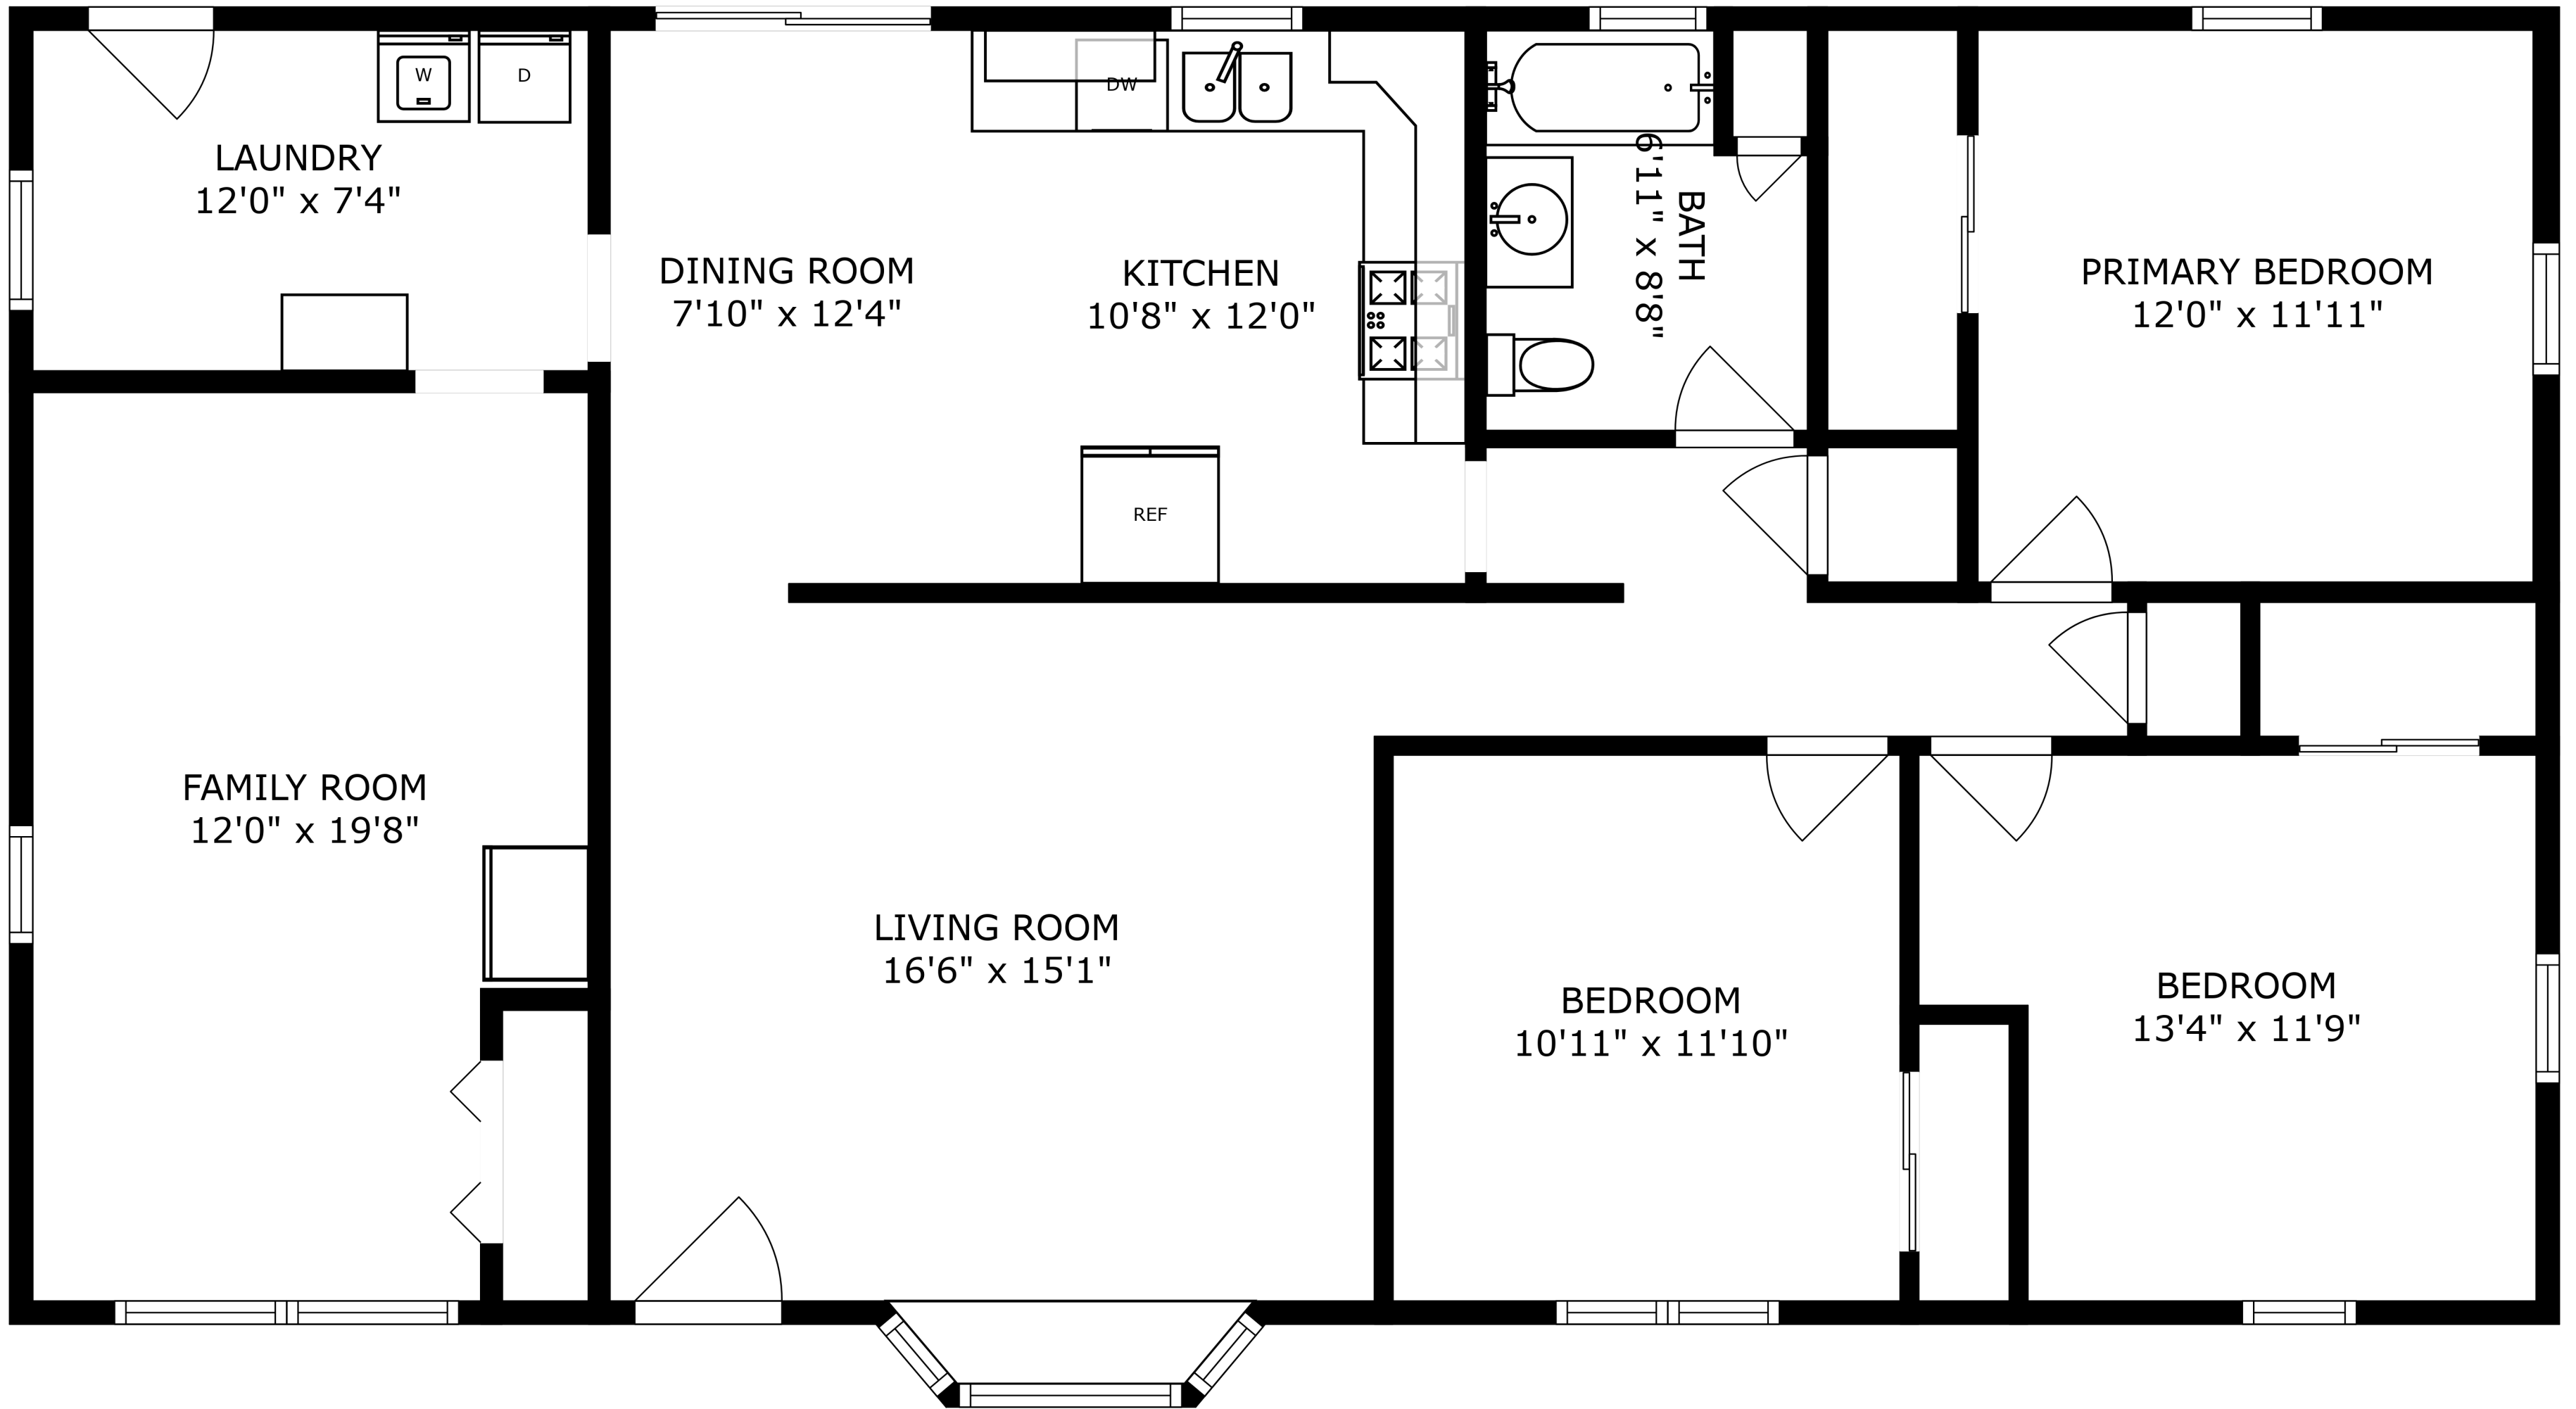 W
D
DW
LAUNDRY
12'0" x 7'4"
DINING ROOM
7'10" x 12'4"
KITCHEN
10'8" x 12'0"
BATH
6'11" x 8'8"
PRIMARY BEDROOM
12'0" x 11'11"
REF
FAMILY ROOM
12'0" x 19'8"
LIVING ROOM
16'6" x 15'1"
BEDROOM
10'11" x 11'10"
BEDROOM
13'4" x 11'9"